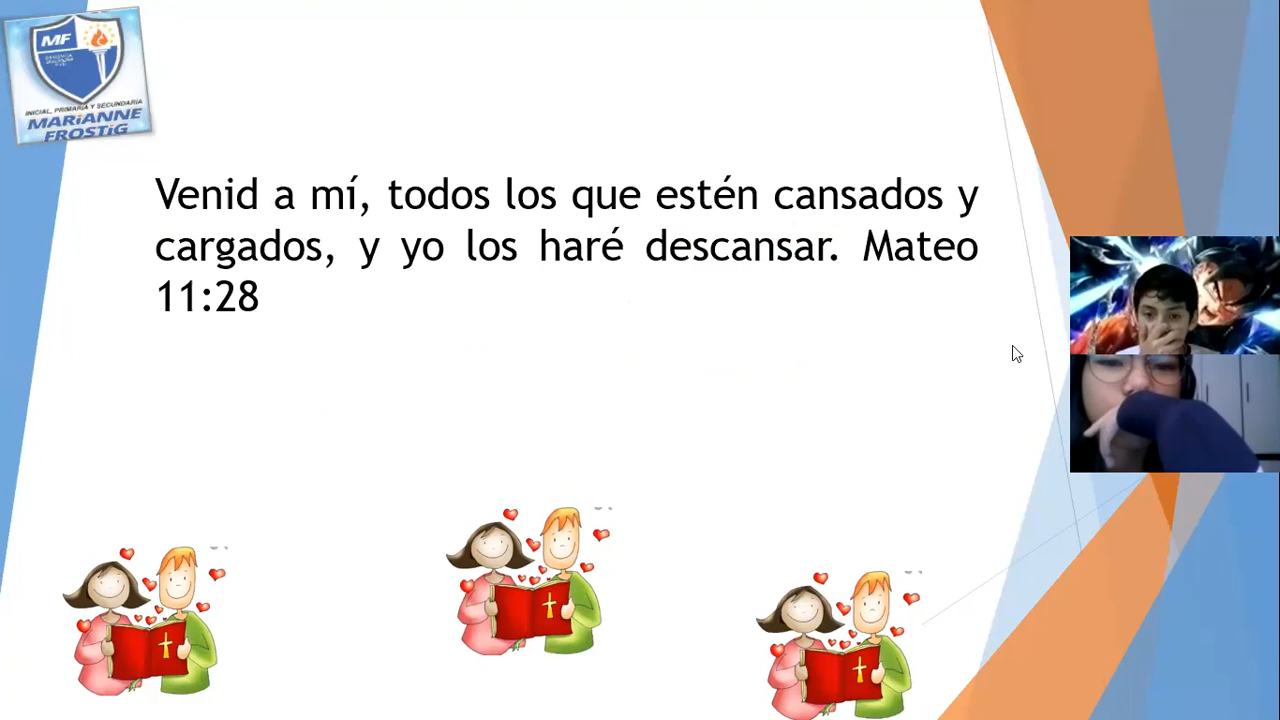 MF
INICIAL, PRIMARIA Y SECUNDARIA
MARIANNE
FROSTIG
Venid a mí, todos los que estén cansados y
cargados, y yo los haré descansar. Mateo
11:28